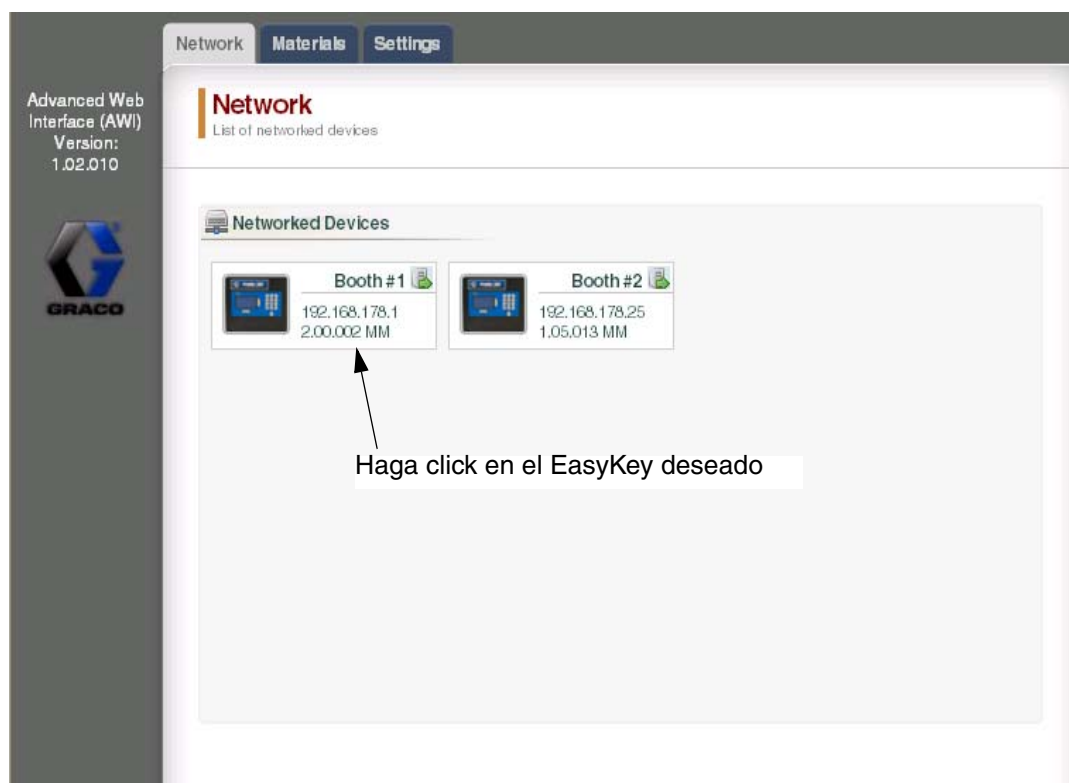 Network Materials Settings
Advanced Web
Interface (AWI)
Version:
1.02.010
GRACO
Network
List of networked devices
Networked Devices
Booth #1
192.168.178.1
2.00.002 MM
Booth #2
192.168.178.25
1.05.013 MM
Haga click en el EasyKey deseado